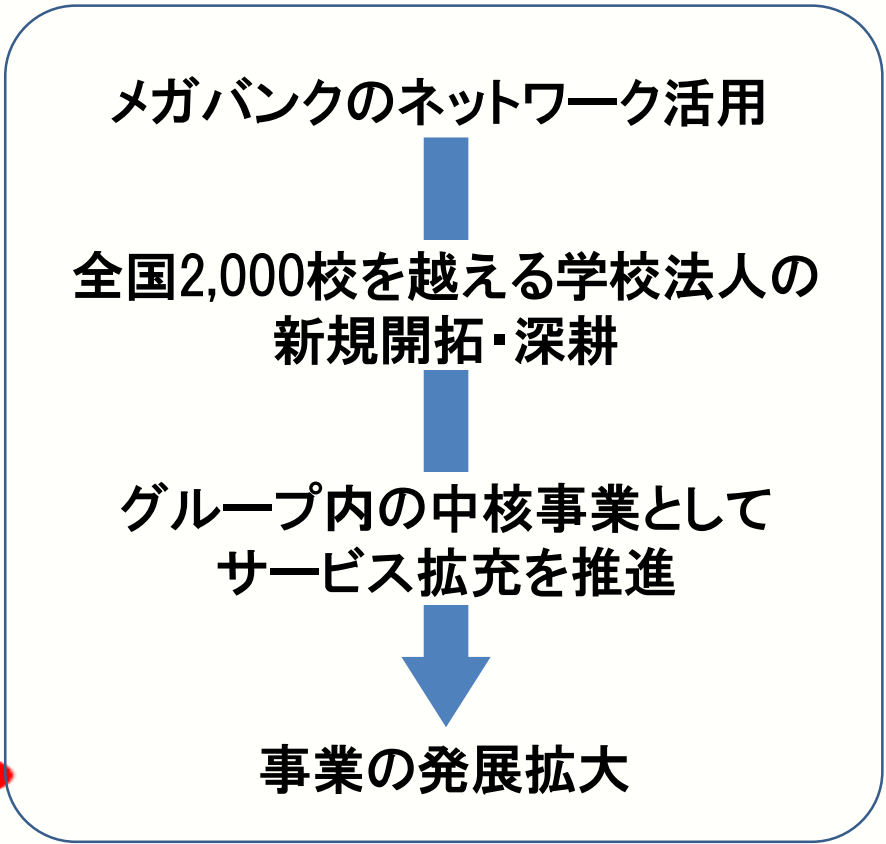 メガバンクのネットワーク活用
全国2,000校を越える学校法人の
新規開拓・深耕
グループ内の中核事業として
サービス拡充を推進
事業の発展拡大